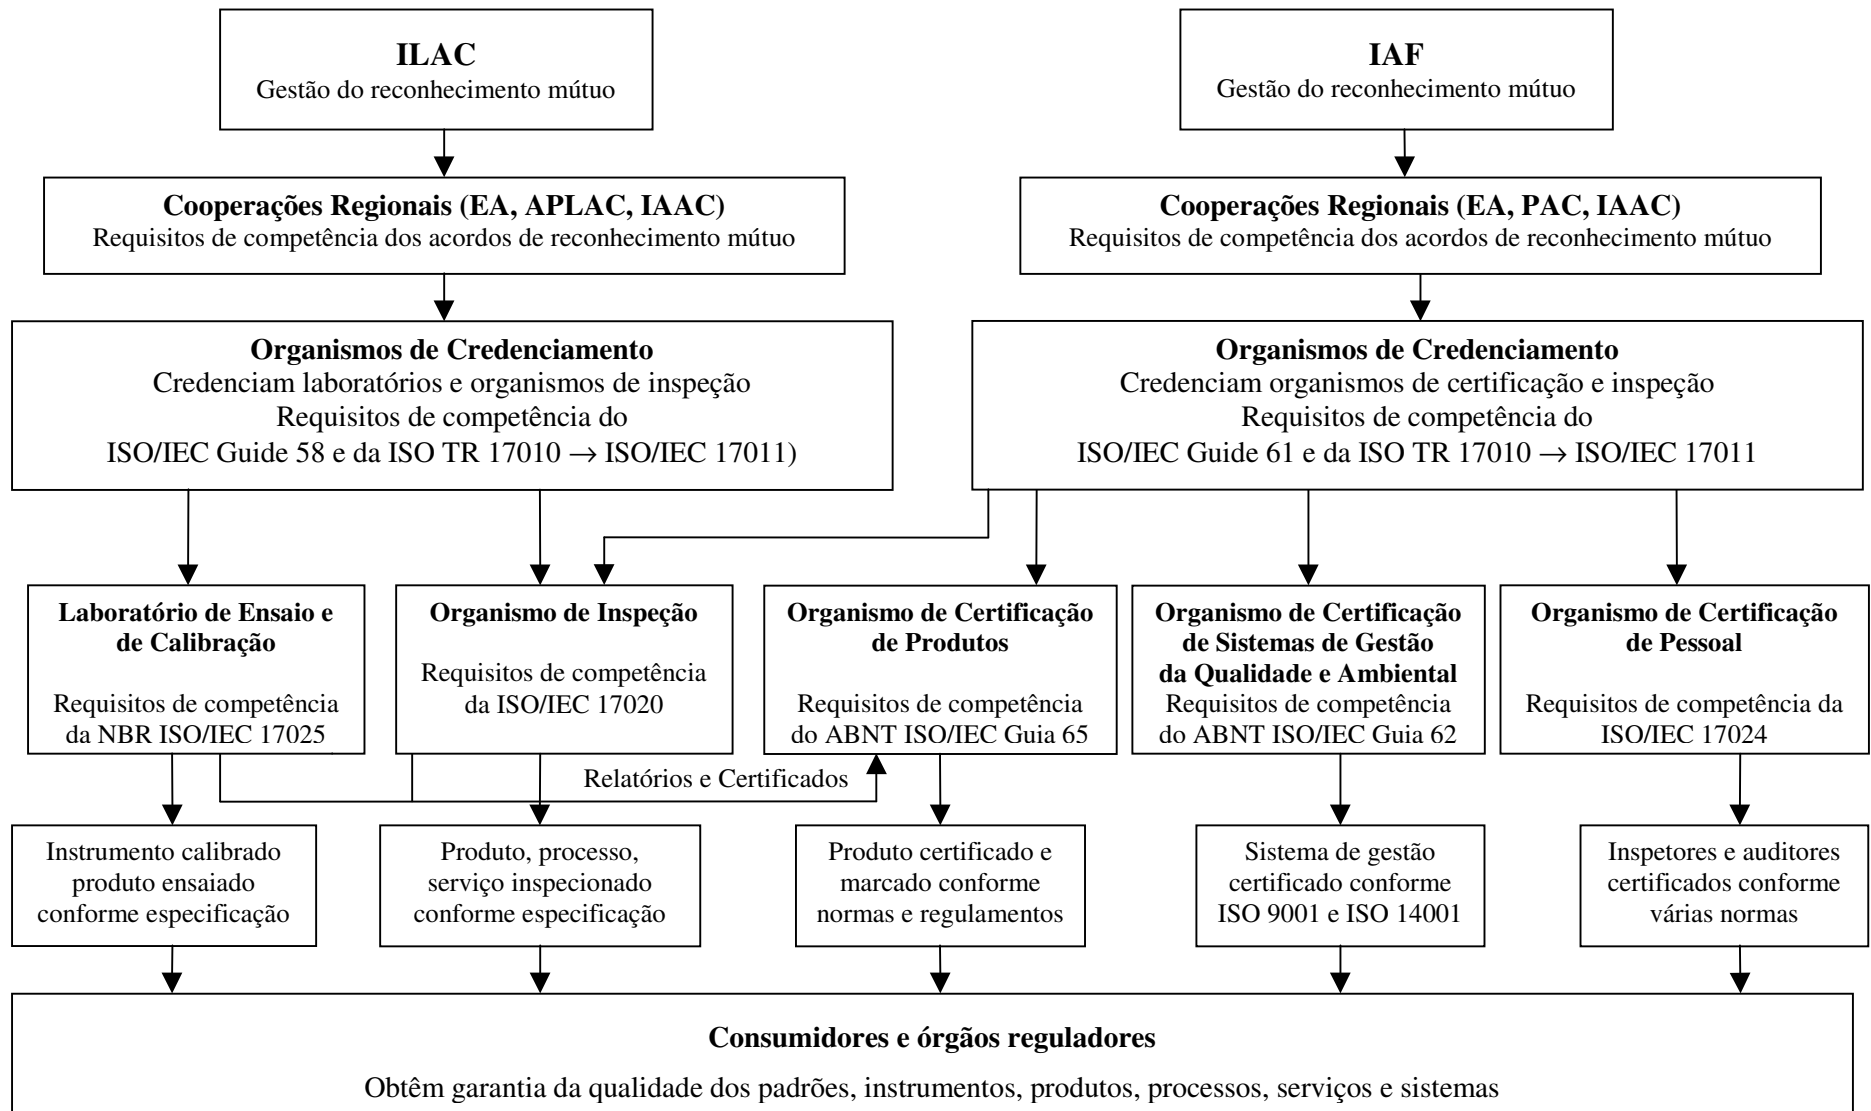 ILAC
Gestão do reconhecimento mútuo
IAF
Gestão do reconhecimento mútuo
Cooperações Regionais (EA, APLAC, IAAC)
Requisitos de competência dos acordos de reconhecimento mútuo
Cooperações Regionais (EA, PAC, IAAC)
Requisitos de competência dos acordos de reconhecimento mútuo
Organismos de Credenciamento
Credenciam laboratórios e organismos de inspeção
Requisitos de competência do
ISO/IEC Guide 58 e da ISO TR 17010 → ISO/IEC 17011)
Organismos de Credenciamento
Credenciam organismos de certificação e inspeção
Requisitos de competência do
ISO/IEC Guide 61 e da ISO TR 17010 → ISO/IEC 17011
Laboratório de Ensaio e
de Calibração
Requisitos de competência
da NBR ISO/IEC 17025
Organismo de Inspeção
Requisitos de competência
da ISO/IEC 17020
Organismo de Certificação
de Produtos
Requisitos de competência
do ABNT ISO/IEC Guia 65
Organismo de Certificação
de Sistemas de Gestão
da Qualidade e Ambiental
Requisitos de competência
do ABNT ISO/IEC Guia 62
Organismo de Certificação
de Pessoal
Requisitos de competência da
ISO/IEC 17024
Relatórios e Certificados
Instrumento calibrado
produto ensaiado
conforme especificação
Produto, processo,
serviço inspecionado
conforme especificação
Produto certificado e
marcado conforme
normas e regulamentos
Sistema de gestão
certificado conforme
ISO 9001 e ISO 14001
Inspetores e auditores
certificados conforme
várias normas
Consumidores e órgãos reguladores
Obtêm garantia da qualidade dos padrões, instrumentos, produtos, processos, serviços e sistemas